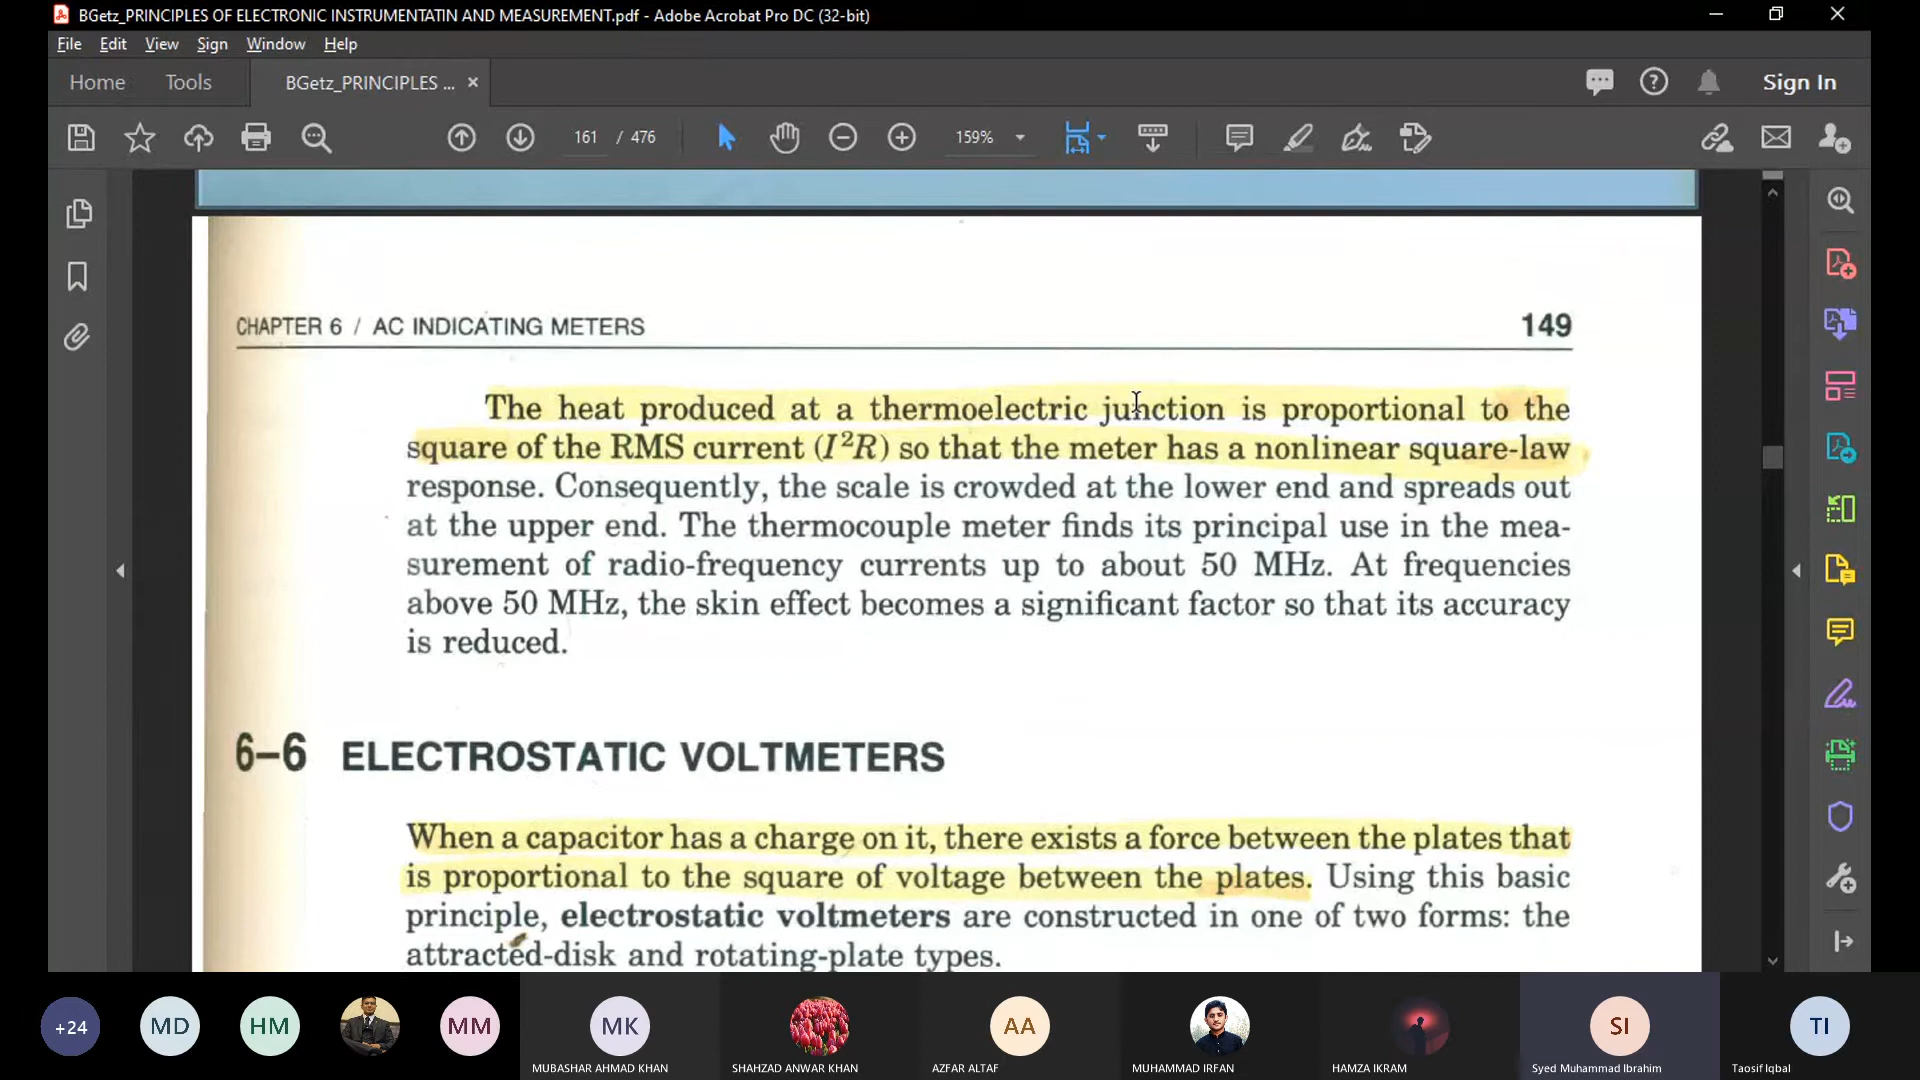 BGetz_PRINCIPLES OF ELECTRONIC INSTRUMENTATIN AND MEASUREMENT.pdf - Adobe Acrobat Pro DC (32-bit)
File Edit View Sign Window Help
Home Tools BGetz_PRINCIPLES ... × Sign In
161 / 476 159%
CHAPTER 6 / AC INDICATING METERS 149
The heat produced at a thermoelectric junction is proportional to the
square of the RMS current (I²R) so that the meter has a nonlinear square-law
response. Consequently, the scale is crowded at the lower end and spreads out
at the upper end. The thermocouple meter finds its principal use in the mea-
surement of radio-frequency currents up to about 50 MHz. At frequencies
above 50 MHz, the skin effect becomes a significant factor so that its accuracy
is reduced.
6–6 ELECTROSTATIC VOLTMETERS
When a capacitor has a charge on it, there exists a force between the plates that
is proportional to the square of voltage between the plates. Using this basic
principle, electrostatic voltmeters are constructed in one of two forms: the
attracted-disk and rotating-plate types.
+24 MD HM MM MK AA SI TI
MUBASHAR AHMAD KHAN SHAHZAD ANWAR KHAN AZFAR ALTAF MUHAMMAD IRFAN HAMZA IKRAM Syed Muhammad Ibrahim Taosif Iqbal